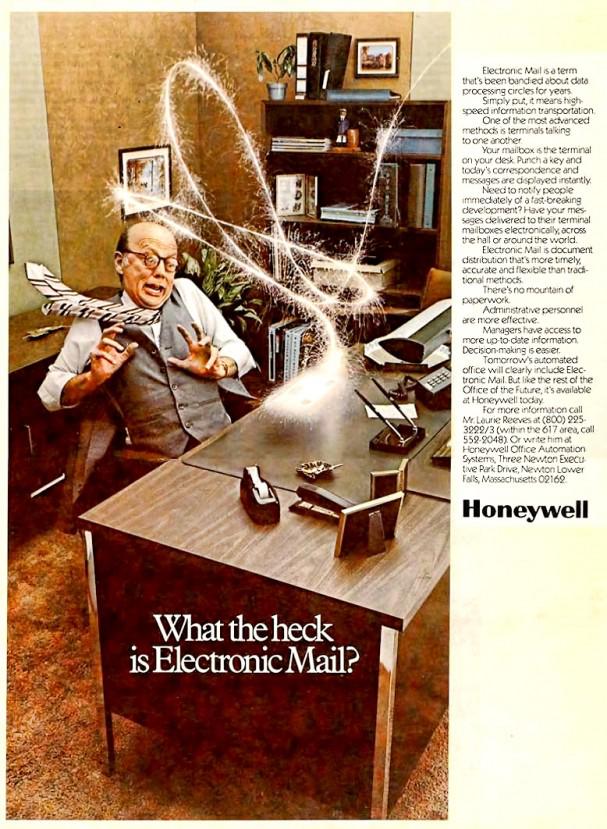 What the heck
is Electronic Mail?
Electronic Mail is a term
that's been bandied about data
processing circles for years.
Simply put, it means high-
speed information transportation.
One of the most advanced
methods is terminals talking
to one another.
Your mailbox is the terminal
on your desk. Punch a key and
today's correspondence and
messages are displayed instantly.
Need to notify people
immediately of a fast-breaking
development? Have your mes-
sages delivered to their terminal
mailboxes electronically, across
the hall or around the world.
Electronic Mail is document
distribution that's more timely,
accurate and flexible than tradi-
tional methods.
There's no mountain of
paperwork.
Administrative personnel
are more effective.
Managers have access to
more up-to-date information.
Decision-making is easier.
Tomorrow's automated
office will clearly include Elec-
tronic Mail. But like the rest of the
Office of the Future, it's available
at Honeywell today.
For more information call
Mr. Laurie Reeves at (800) 225-
3222/3 (within the 617 area, call
552-2048). Or write him at
Honeywell Office Automation
Systems, Three Newton Execu-
tive Park Drive, Newton Lower
Falls, Massachusetts 02162.
Honeywell